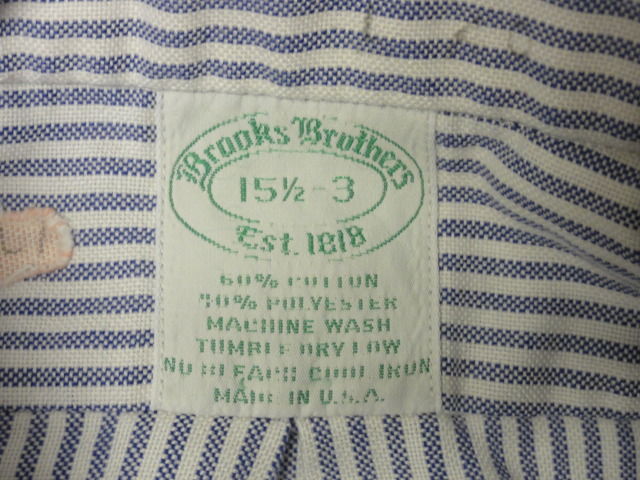 Brooks Brothers
15½-3
Est. 1818
60% COTTON
40% POLYESTER
MACHINE WASH
TUMBLE DRY LOW
NO BLEACH COOL IRON
MADE IN U.S.A.